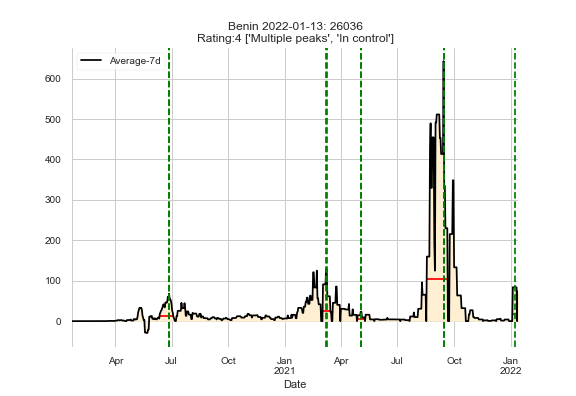 Benin 2022-01-13: 26036
Rating:4 ['Multiple peaks', 'In control']
Average-7d
600
500
400
300
200
100
0
Apr Jul Oct Jan Apr Jul Oct Jan
2021 2022
Date